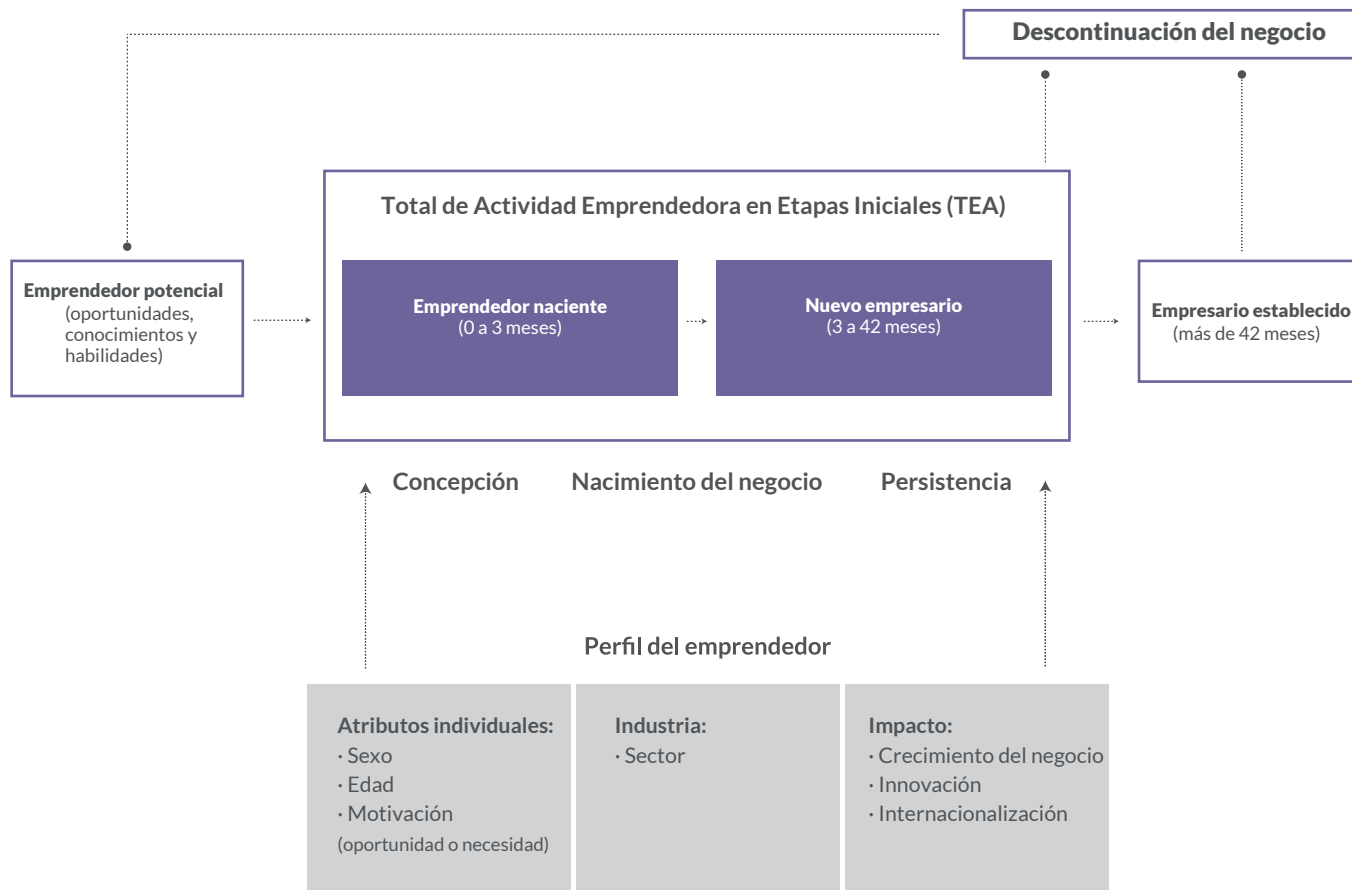 Descontinuación del negocio
Total de Actividad Emprendedora en Etapas Iniciales (TEA)
Emprendedor potencial
(oportunidades,
conocimientos y
habilidades)
Emprendedor naciente
(0 a 3 meses)
Nuevo empresario
(3 a 42 meses)
Empresario establecido
(más de 42 meses)
Concepción
Nacimiento del negocio
Persistencia
Perfil del emprendedor
Atributos individuales:
· Sexo
· Edad
· Motivación
(oportunidad o necesidad)
Industria:
· Sector
Impacto:
· Crecimiento del negocio
· Innovación
· Internacionalización